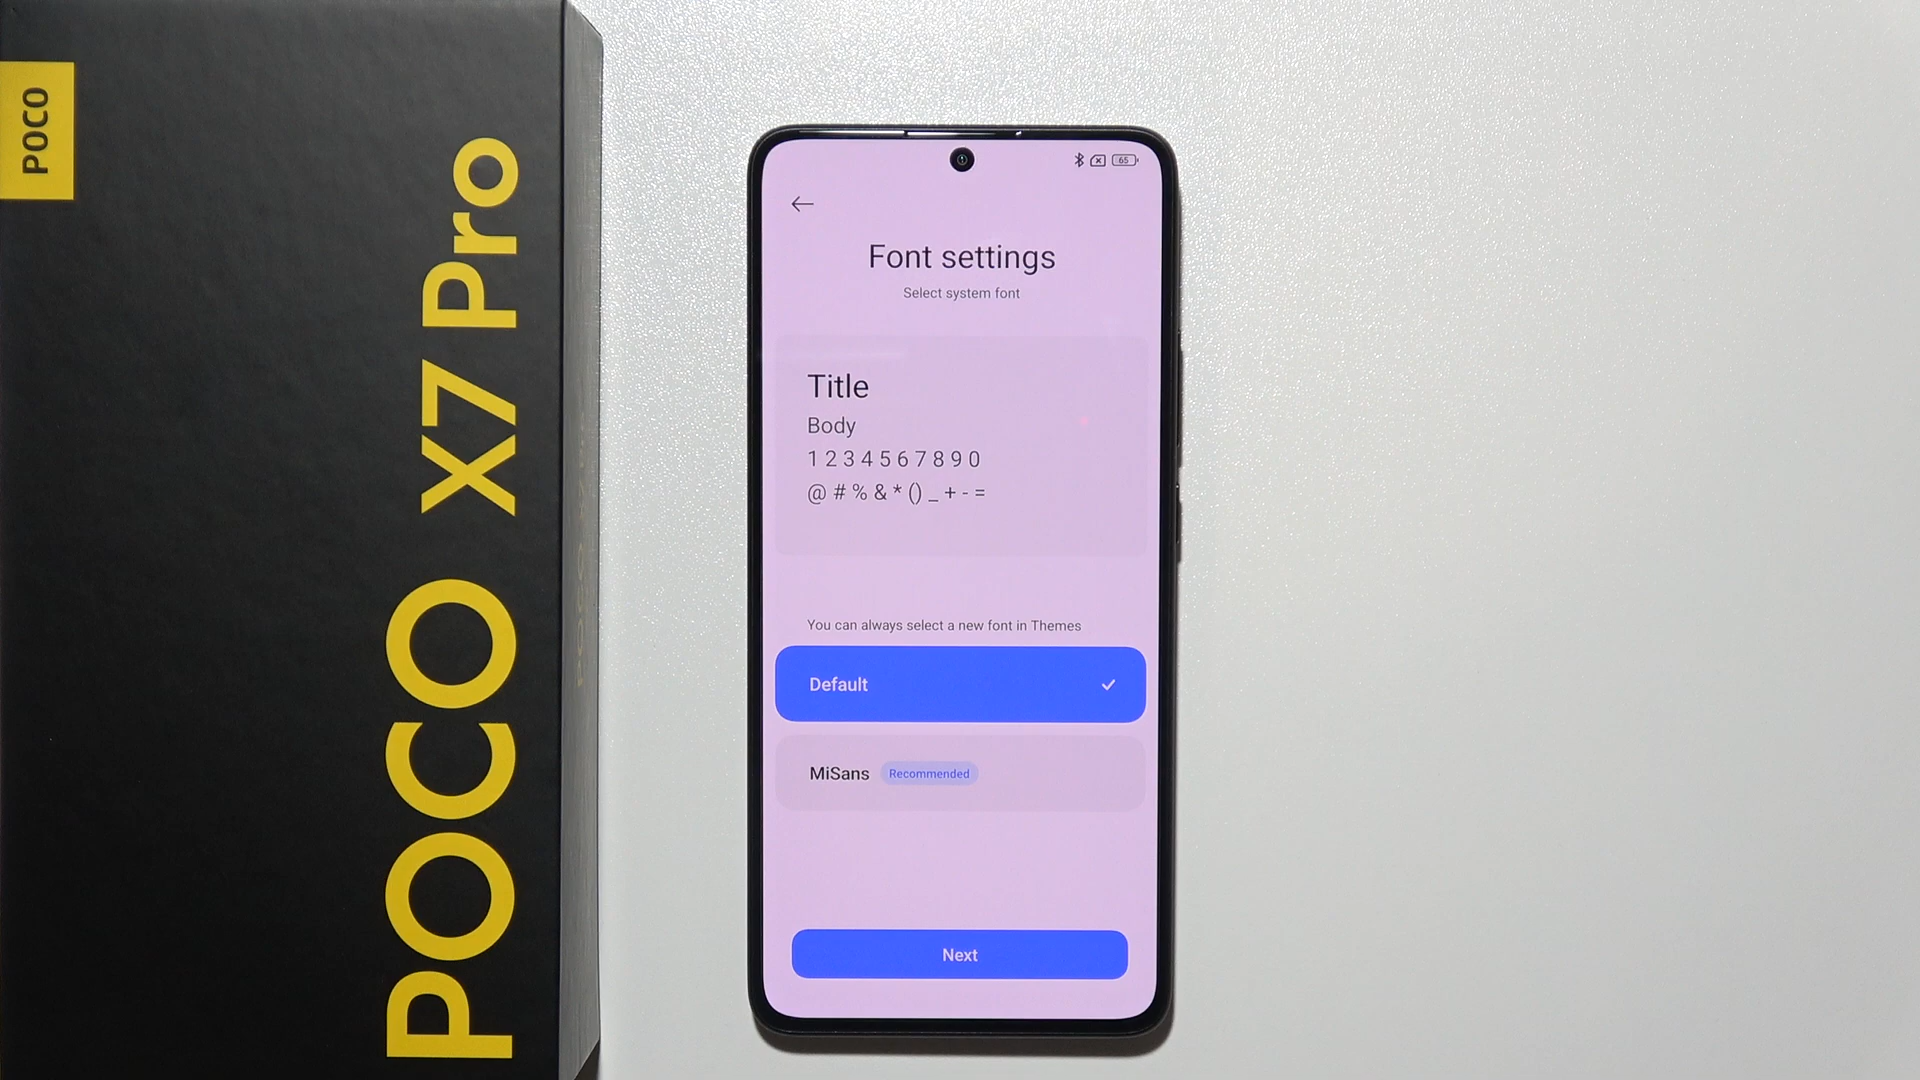 POCO
POCO X7 Pro
65
Font settings
Select system font
Title
Body
1 2 3 4 5 6 7 8 9 0
@ # % & * () _ + - =
You can always select a new font in Themes
Default
MiSans Recommended
Next